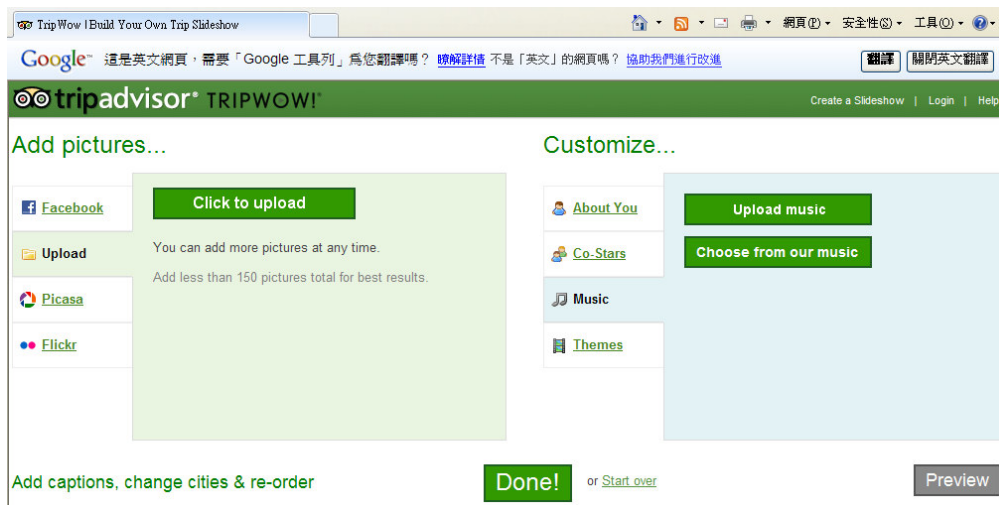 TripWow | Build Your Own Trip Slideshow
網頁(P) 安全性(S) 工具(O)
Google 這是英文網頁，需要「Google 工具列」為您翻譯嗎？ 瞭解詳情 不是「英文」的網頁嗎？ 協助我們進行改進 翻譯 關閉英文翻譯
tripadvisor® TRIPWOW!™ Create a Slideshow | Login | Help
Add pictures...
Facebook
Upload
Picasa
Flickr
Click to upload
You can add more pictures at any time.
Add less than 150 pictures total for best results.
Customize...
About You
Co-Stars
Music
Themes
Upload music
Choose from our music
Add captions, change cities & re-order
Done! or Start over
Preview